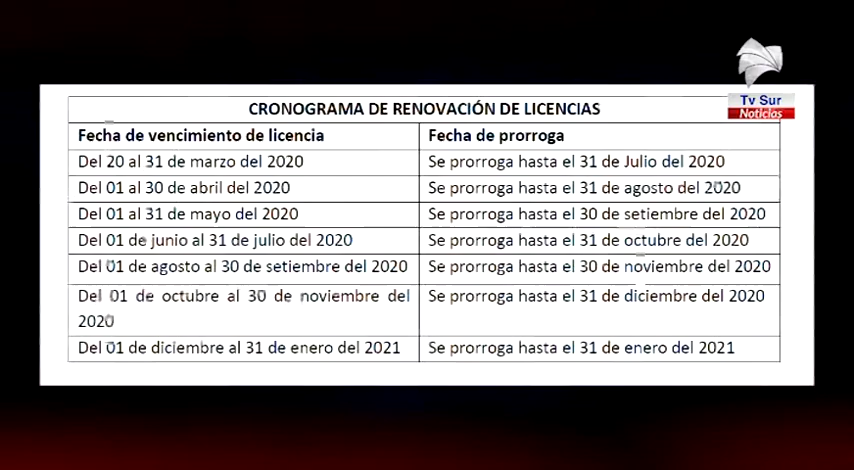 Tv Sur
Noticias
CRONOGRAMA DE RENOVACIÓN DE LICENCIAS
Fecha de vencimiento de licencia Fecha de prorroga
Del 20 al 31 de marzo del 2020 Se prorroga hasta el 31 de Julio del 2020
Del 01 al 30 de abril del 2020 Se prorroga hasta el 31 de agosto del 2020
Del 01 al 31 de mayo del 2020 Se prorroga hasta el 30 de setiembre del 2020
Del 01 de junio al 31 de julio del 2020 Se prorroga hasta el 31 de octubre del 2020
Del 01 de agosto al 30 de setiembre del 2020 Se prorroga hasta el 30 de noviembre del 2020
Del 01 de octubre al 30 de noviembre del Se prorroga hasta el 31 de diciembre del 2020
2020
Del 01 de diciembre al 31 de enero del 2021 Se prorroga hasta el 31 de enero del 2021